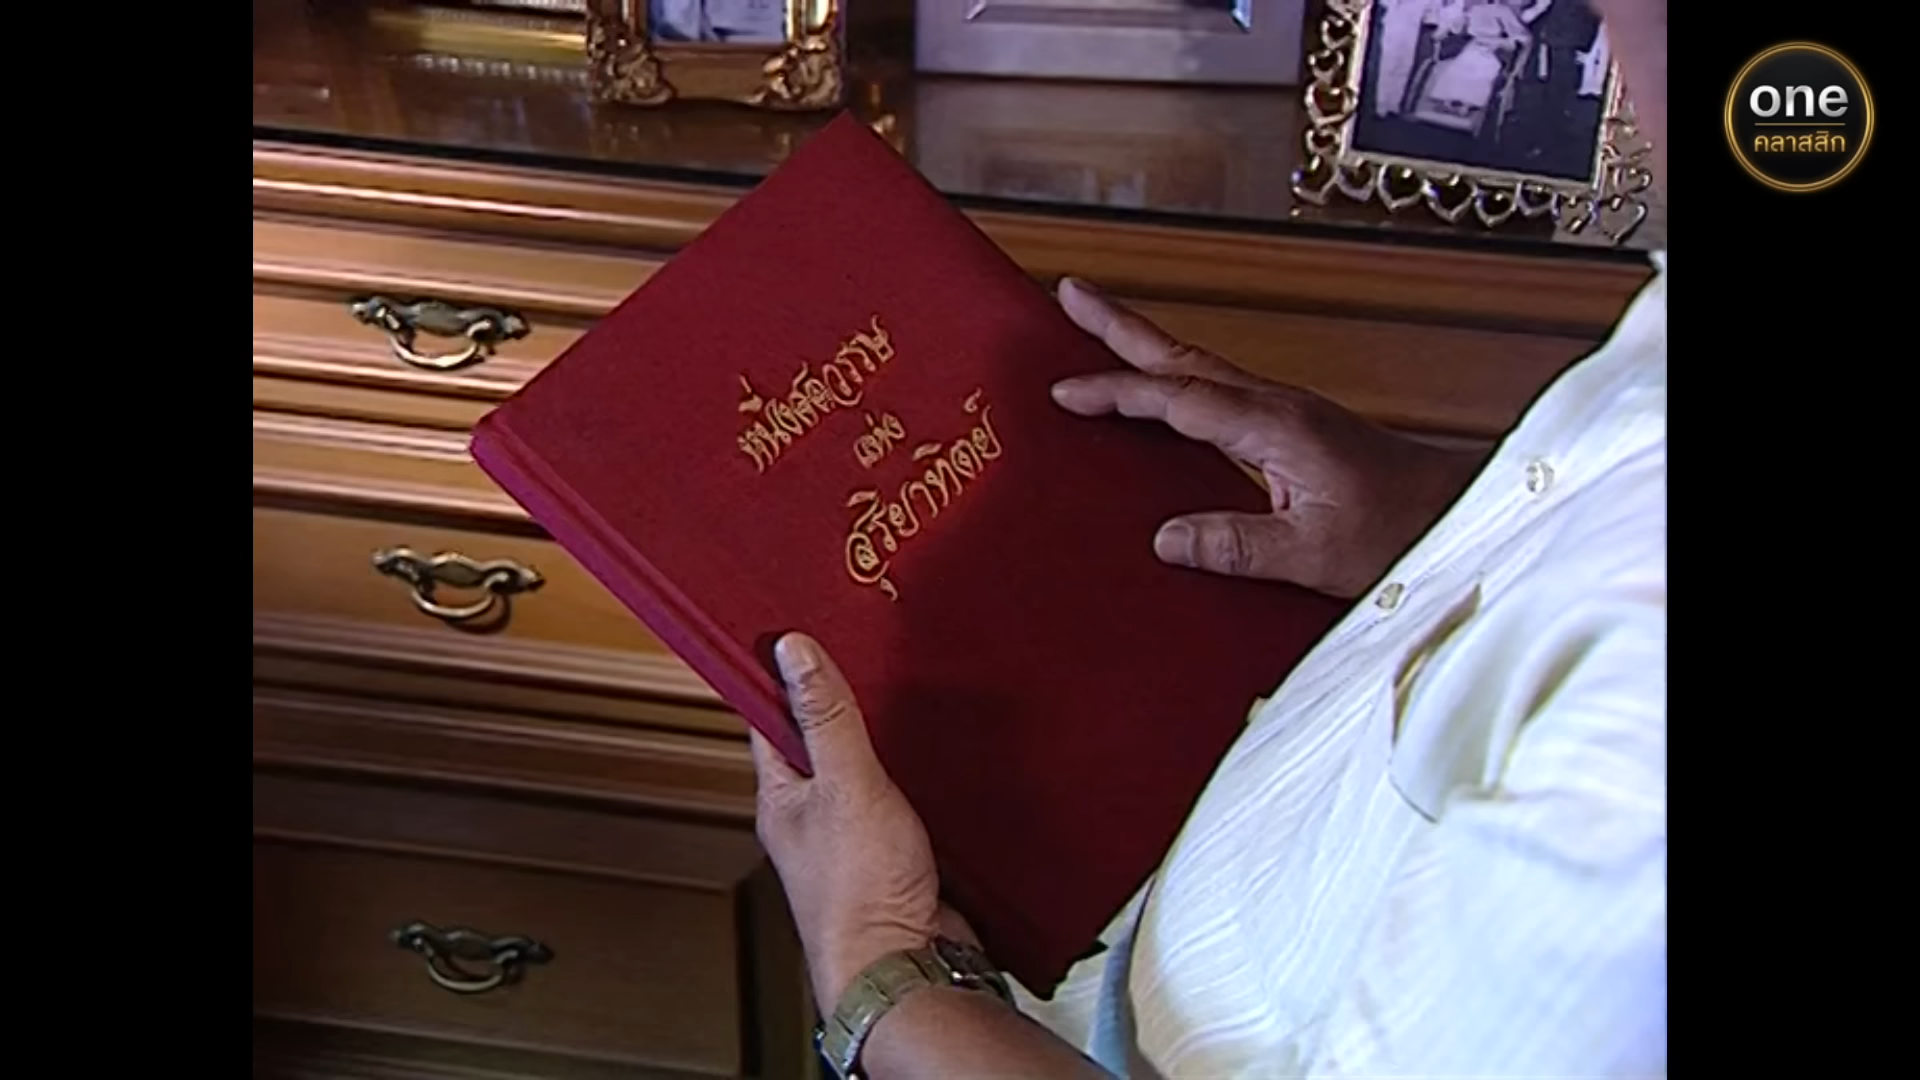 หนึ่งศตวรรษ
แห่ง
สุริยาทิตย์
one
คลาสสิก